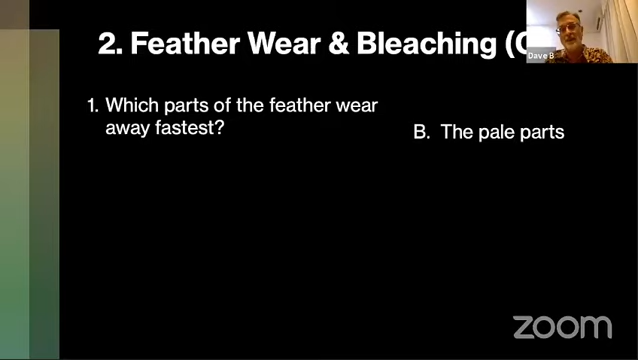 2. Feather Wear & Bleaching (
Dave B
1. Which parts of the feather wear
away fastest?
B. The pale parts
zoom